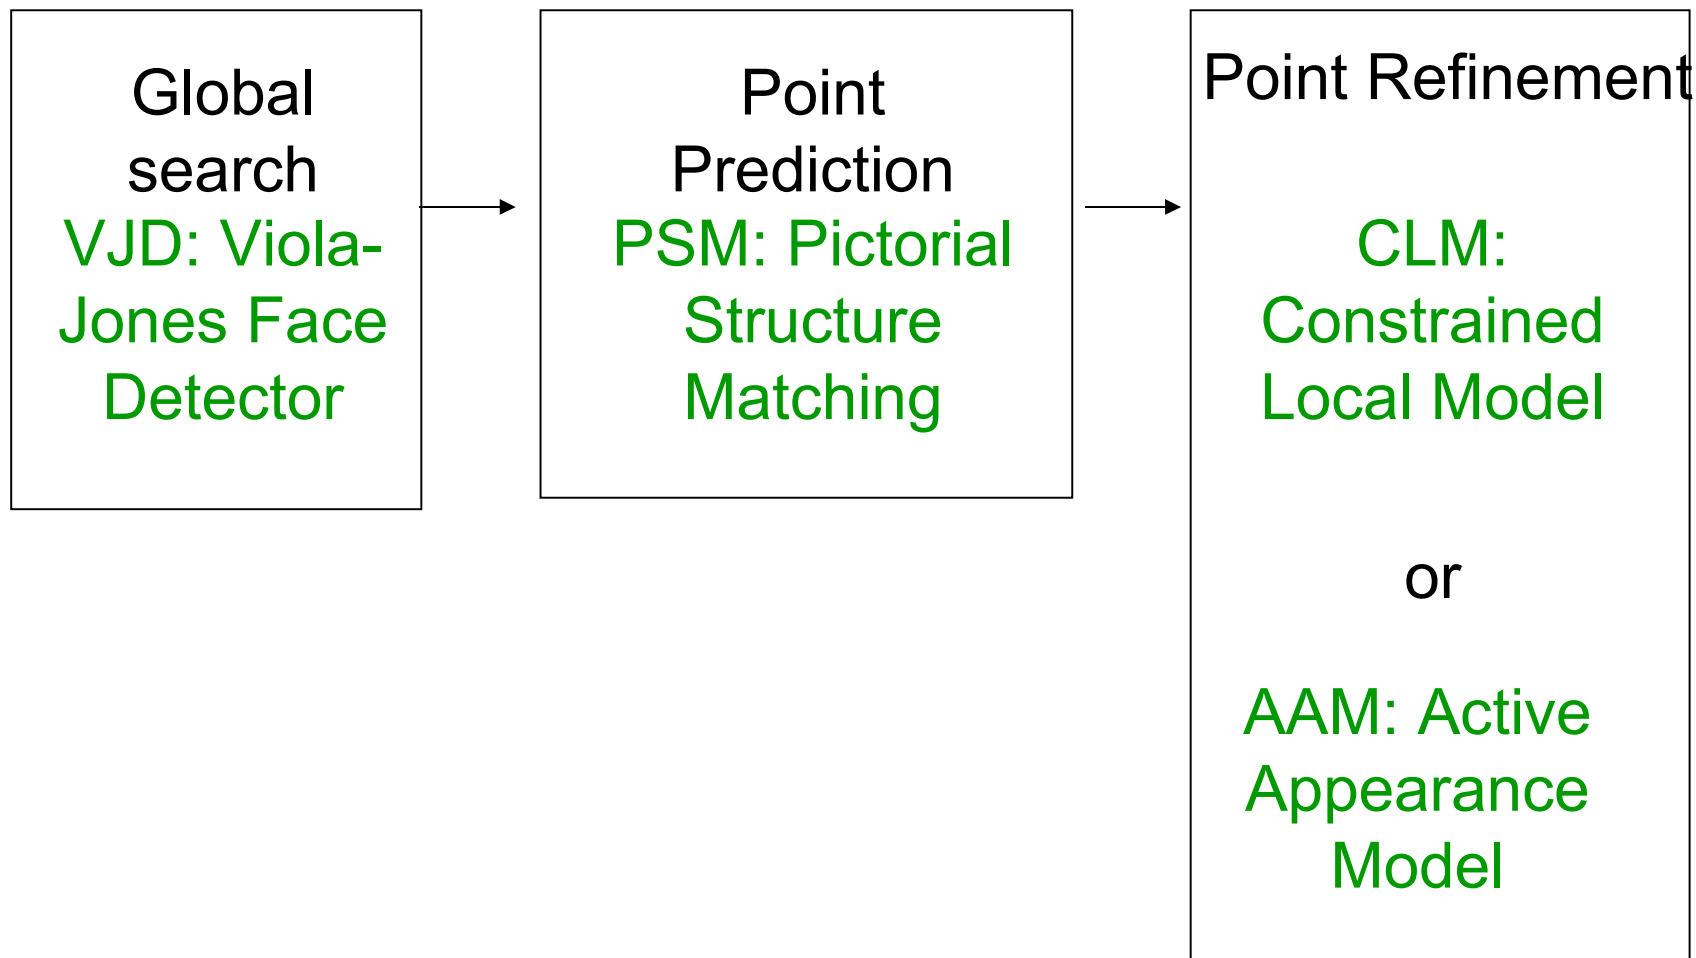 Global
search
VJD: Viola-
Jones Face
Detector
Point
Prediction
PSM: Pictorial
Structure
Matching
Point Refinement
CLM:
Constrained
Local Model
or
AAM: Active
Appearance
Model